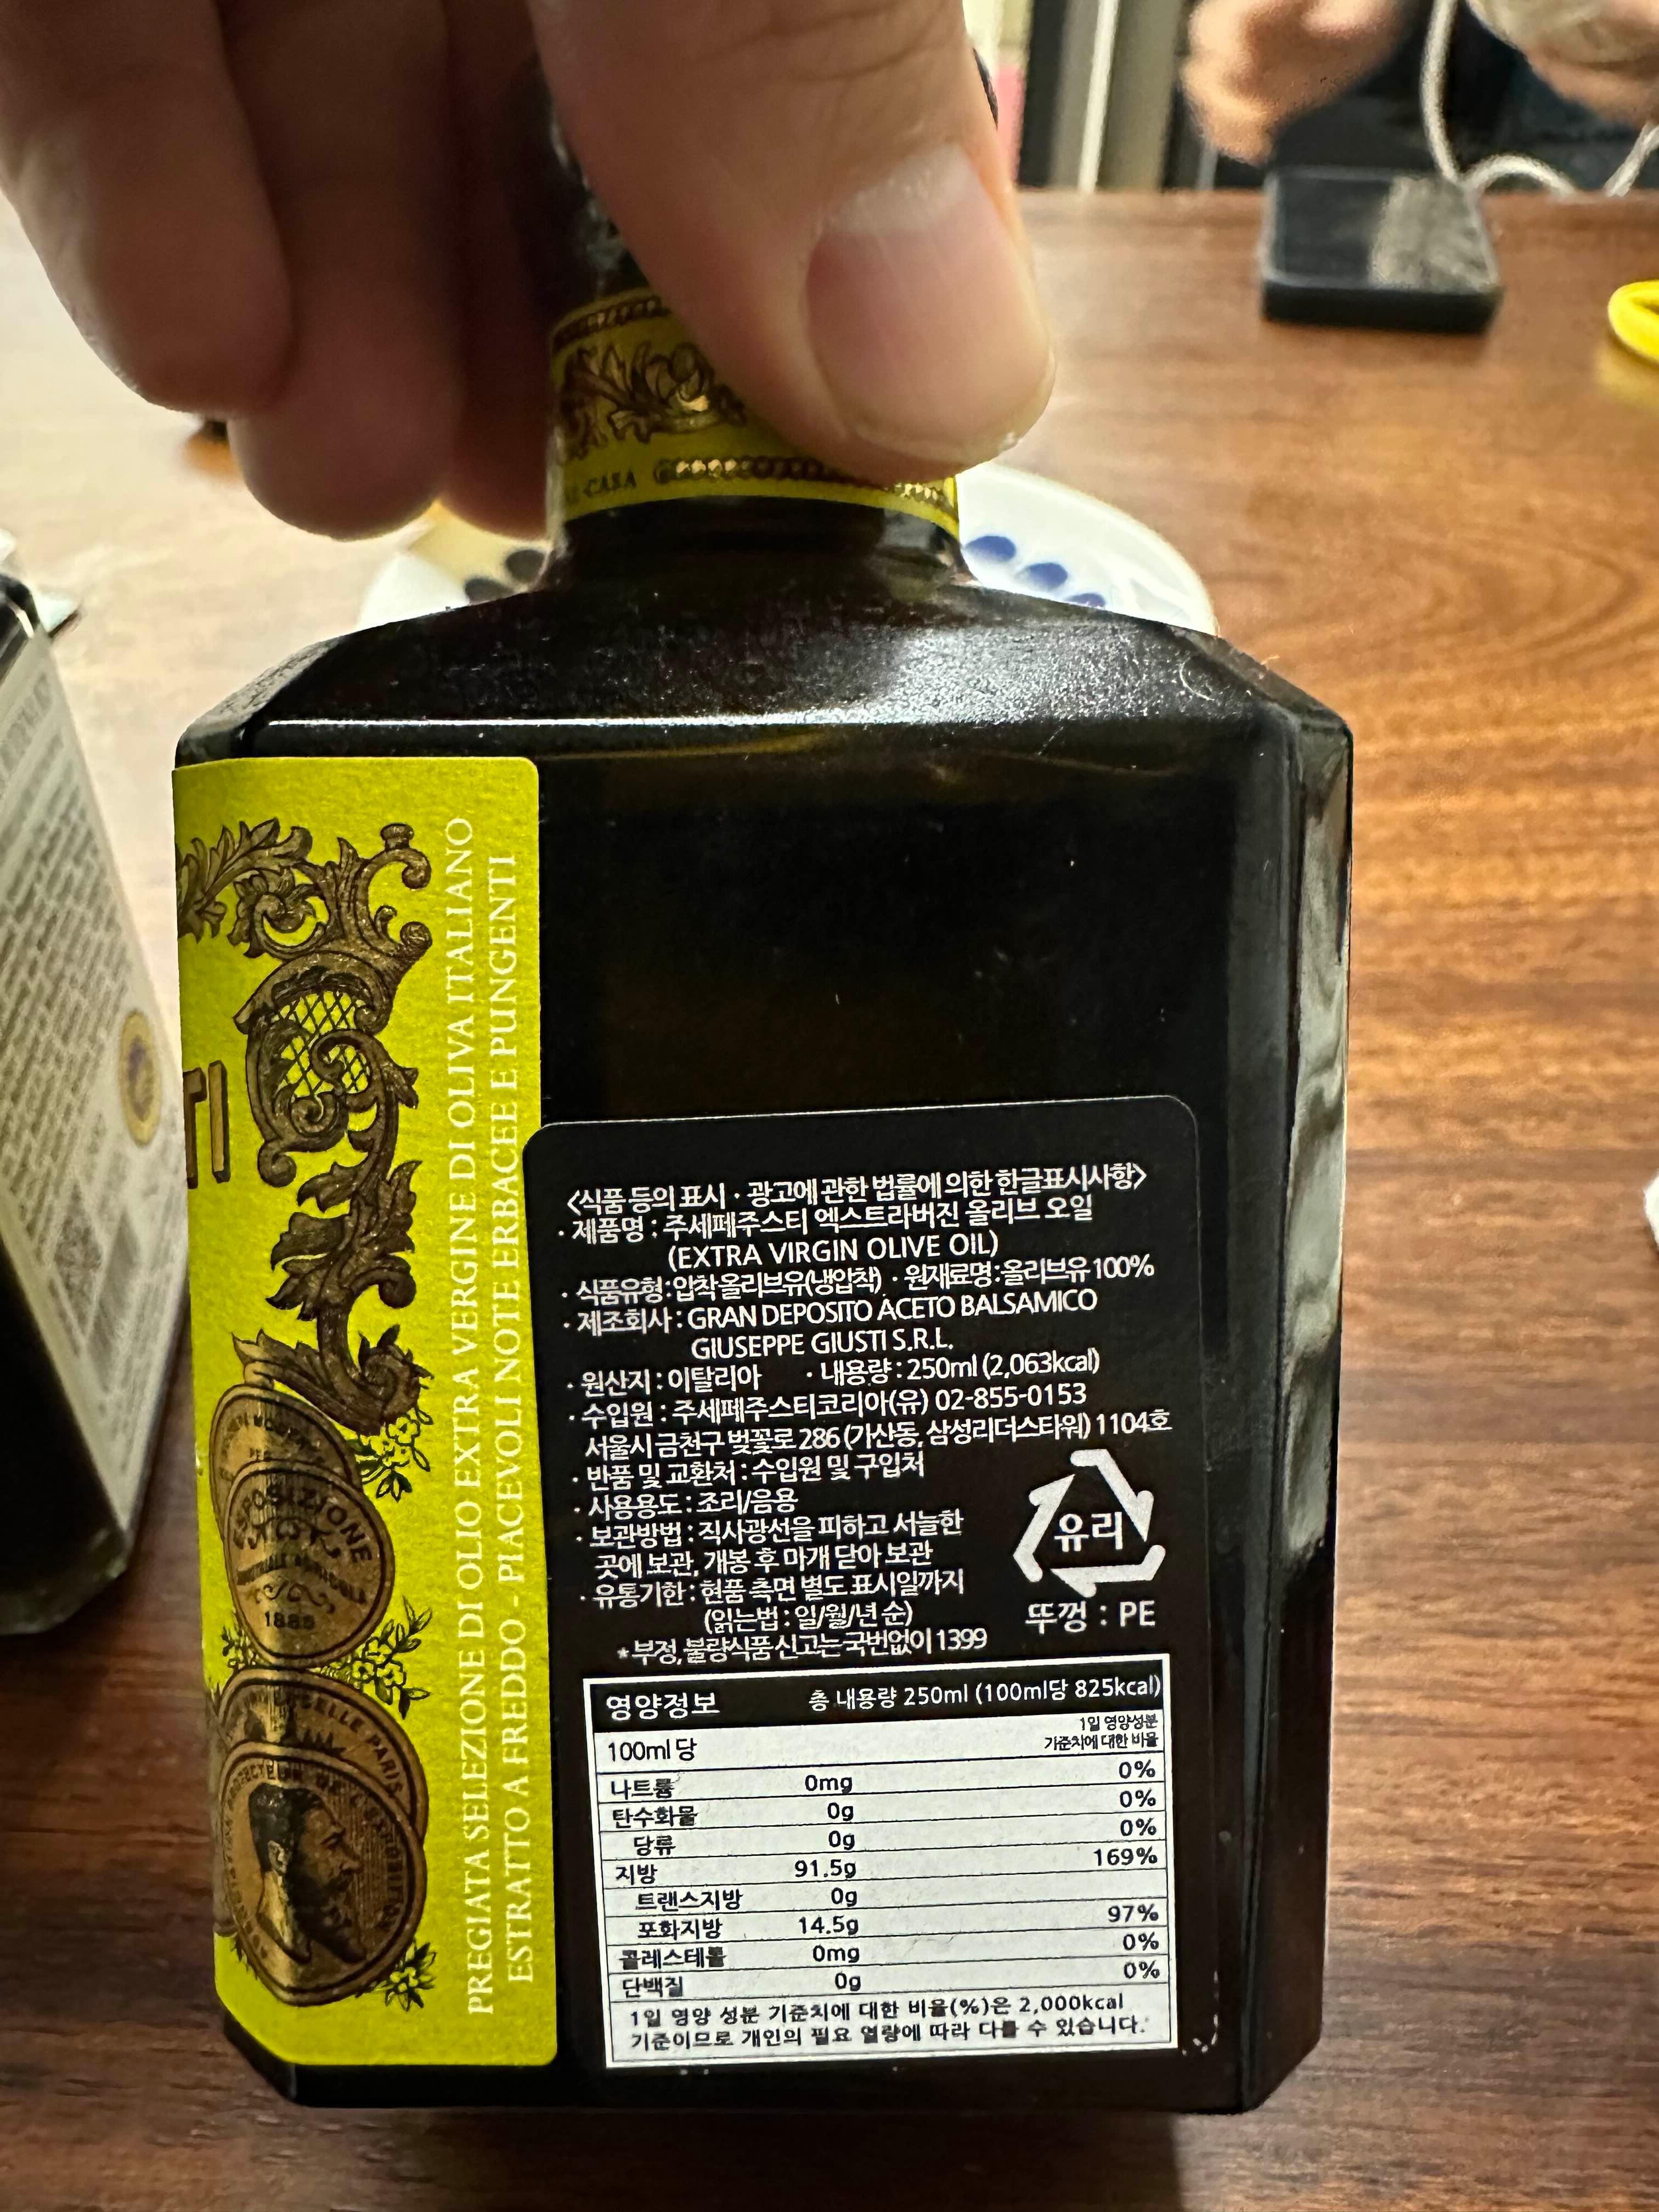 CASA
TI
PREGIATA SELEZIONE DI OLIO EXTRA VERGINE DI OLIVA ITALIANO
ESTRATTO A FREDDO - PIACEVOLI NOTE ERBACEE E PUNGENTI
ESPOSIZIONE
1888
UNIVERSELLE PARIS
<식품 등의 표시 · 광고에 관한 법률에 의한 한글표시사항>
· 제품명 : 주세페주스티 엑스트라버진 올리브 오일
(EXTRA VIRGIN OLIVE OIL)
· 식품유형:압착올리브유(냉압착) · 원재료명:올리브유 100%
· 제조회사 : GRAN DEPOSITO ACETO BALSAMICO
GIUSEPPE GIUSTI S.R.L.
· 원산지 : 이탈리아 · 내용량 : 250ml (2,063kcal)
· 수입원 : 주세페주스티코리아(유) 02-855-0153
서울시 금천구 벚꽃로 286 (가산동, 삼성리더스타워) 1104호
· 반품 및 교환처 : 수입원 및 구입처
· 사용용도 : 조리/음용
· 보관방법 : 직사광선을 피하고 서늘한
곳에 보관, 개봉 후 마개 닫아 보관
· 유통기한 : 현품 측면 별도 표시일까지
(읽는법 : 일/월/년 순)
* 부정,불량식품 신고는 국번없이 1399
유리
뚜껑 : PE
영양정보 총 내용량 250ml (100ml당 825kcal)
100ml 당 1일 영양성분
기준치에 대한 비율
나트륨 0mg 0%
탄수화물 0g 0%
당류 0g 0%
지방 91.5g 169%
트랜스지방 0g
포화지방 14.5g 97%
콜레스테롤 0mg 0%
단백질 0g 0%
1일 영양 성분 기준치에 대한 비율(%)은 2,000kcal
기준이므로 개인의 필요 열량에 따라 다를 수 있습니다.